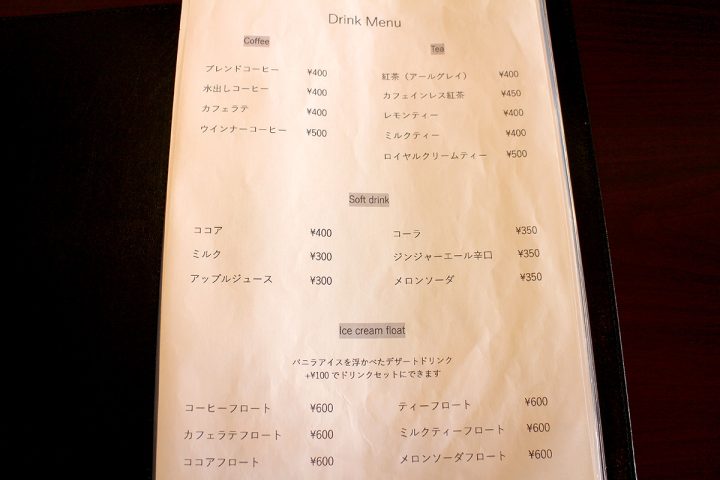 Drink Menu
Coffee
ブレンドコーヒー ¥400
水出しコーヒー ¥400
カフェラテ ¥400
ウインナーコーヒー ¥500
Tea
紅茶（アールグレイ） ¥400
カフェインレス紅茶 ¥450
レモンティー ¥400
ミルクティー ¥400
ロイヤルクリームティー ¥500
Soft drink
ココア ¥400
ミルク ¥300
アップルジュース ¥300
コーラ ¥350
ジンジャーエール辛口 ¥350
メロンソーダ ¥350
Ice cream float
バニラアイスを浮かべたデザートドリンク
+¥100 でドリンクセットにできます
コーヒーフロート ¥600
カフェラテフロート ¥600
ココアフロート ¥600
ティーフロート ¥600
ミルクティーフロート ¥600
メロンソーダフロート ¥600